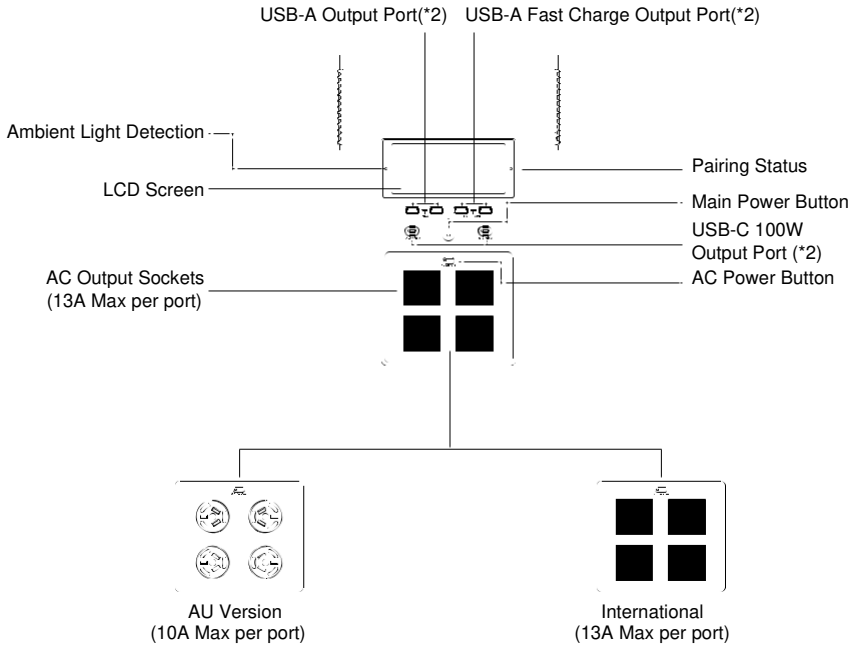 USB-A Output Port(*2)
USB-A Fast Charge Output Port(*2)
Ambient Light Detection
LCD Screen
Pairing Status
Main Power Button
USB-C 100W
Output Port (*2)
AC Power Button
AC Output Sockets
(13A Max per port)
AU Version
(10A Max per port)
International
(13A Max per port)